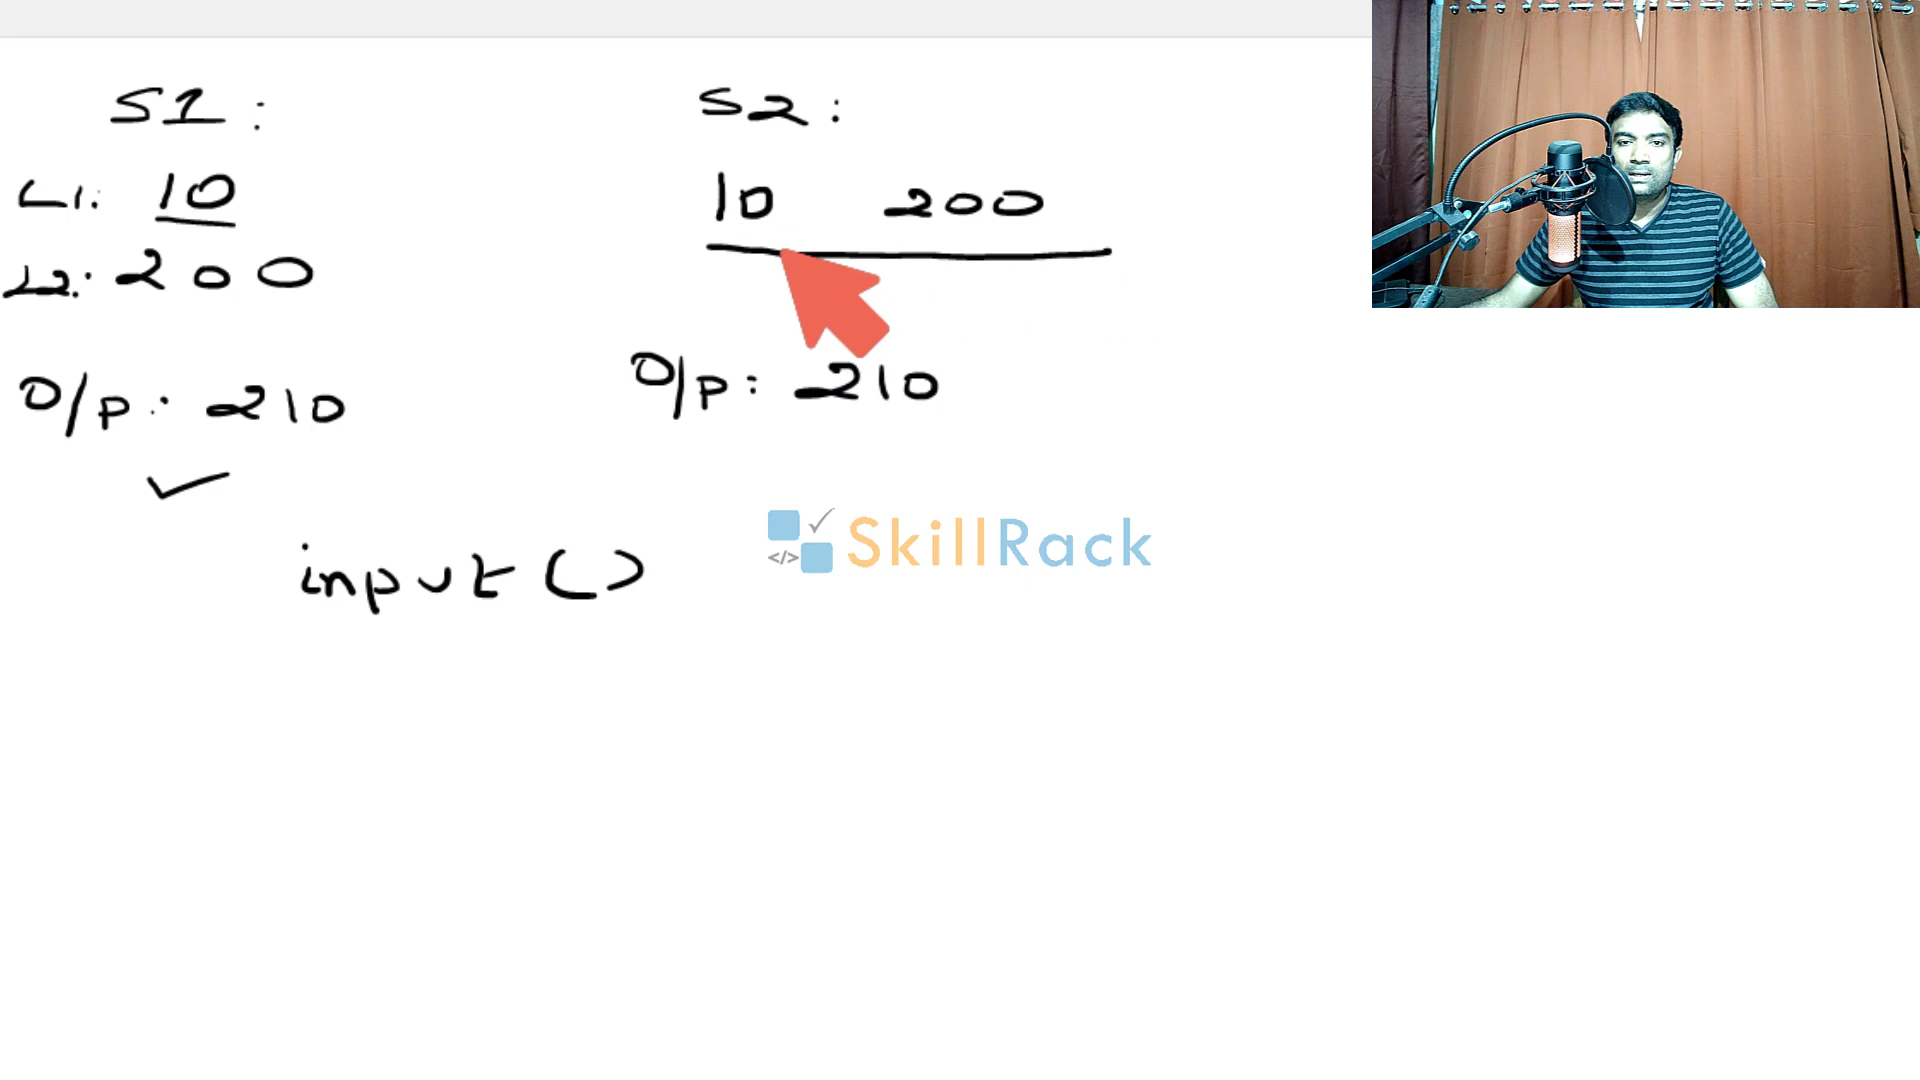 S1:
L1: 10
L2: 200
O/P: 210
S2:
10 200
O/P: 210
input()
</> SkillRack